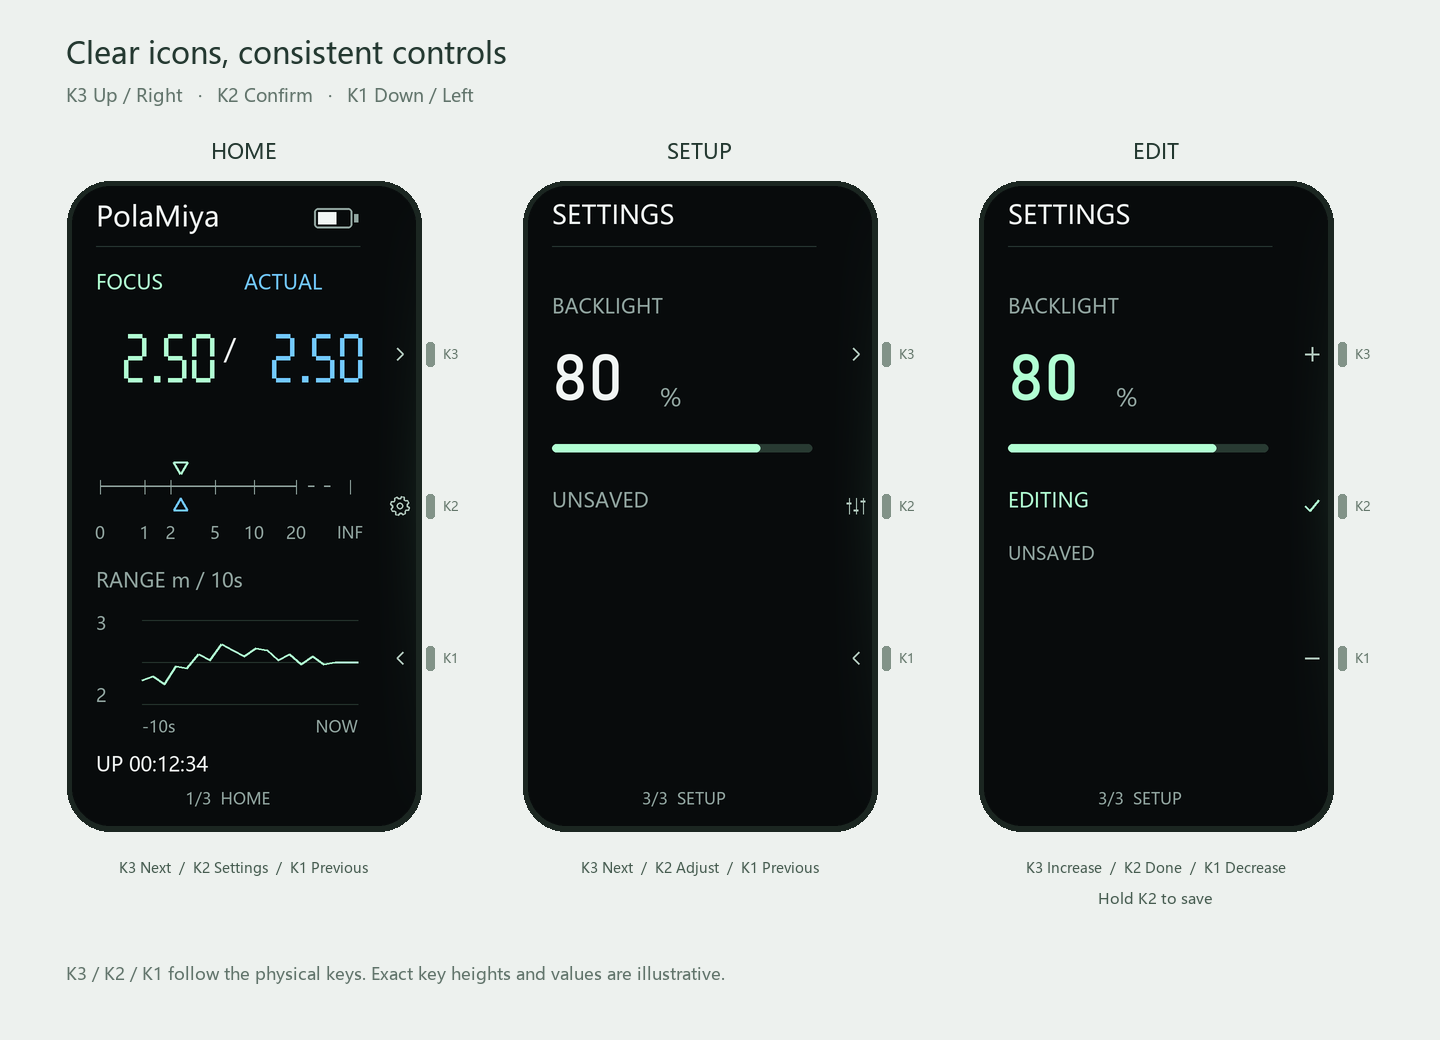 Clear icons, consistent controls
K3 Up / Right · K2 Confirm · K1 Down / Left
HOME
PolaMiya
FOCUS ACTUAL
2.50 / 2.50
K3
K2
0 1 2 5 10 20 INF
RANGE m / 10s
3
K1
2
-10s NOW
UP 00:12:34
1/3 HOME
K3 Next / K2 Settings / K1 Previous
SETUP
SETTINGS
BACKLIGHT
80 %
K3
UNSAVED
K2
K1
3/3 SETUP
K3 Next / K2 Adjust / K1 Previous
EDIT
SETTINGS
BACKLIGHT
80 %
K3
EDITING
K2
UNSAVED
K1
3/3 SETUP
K3 Increase / K2 Done / K1 Decrease
Hold K2 to save
K3 / K2 / K1 follow the physical keys. Exact key heights and values are illustrative.